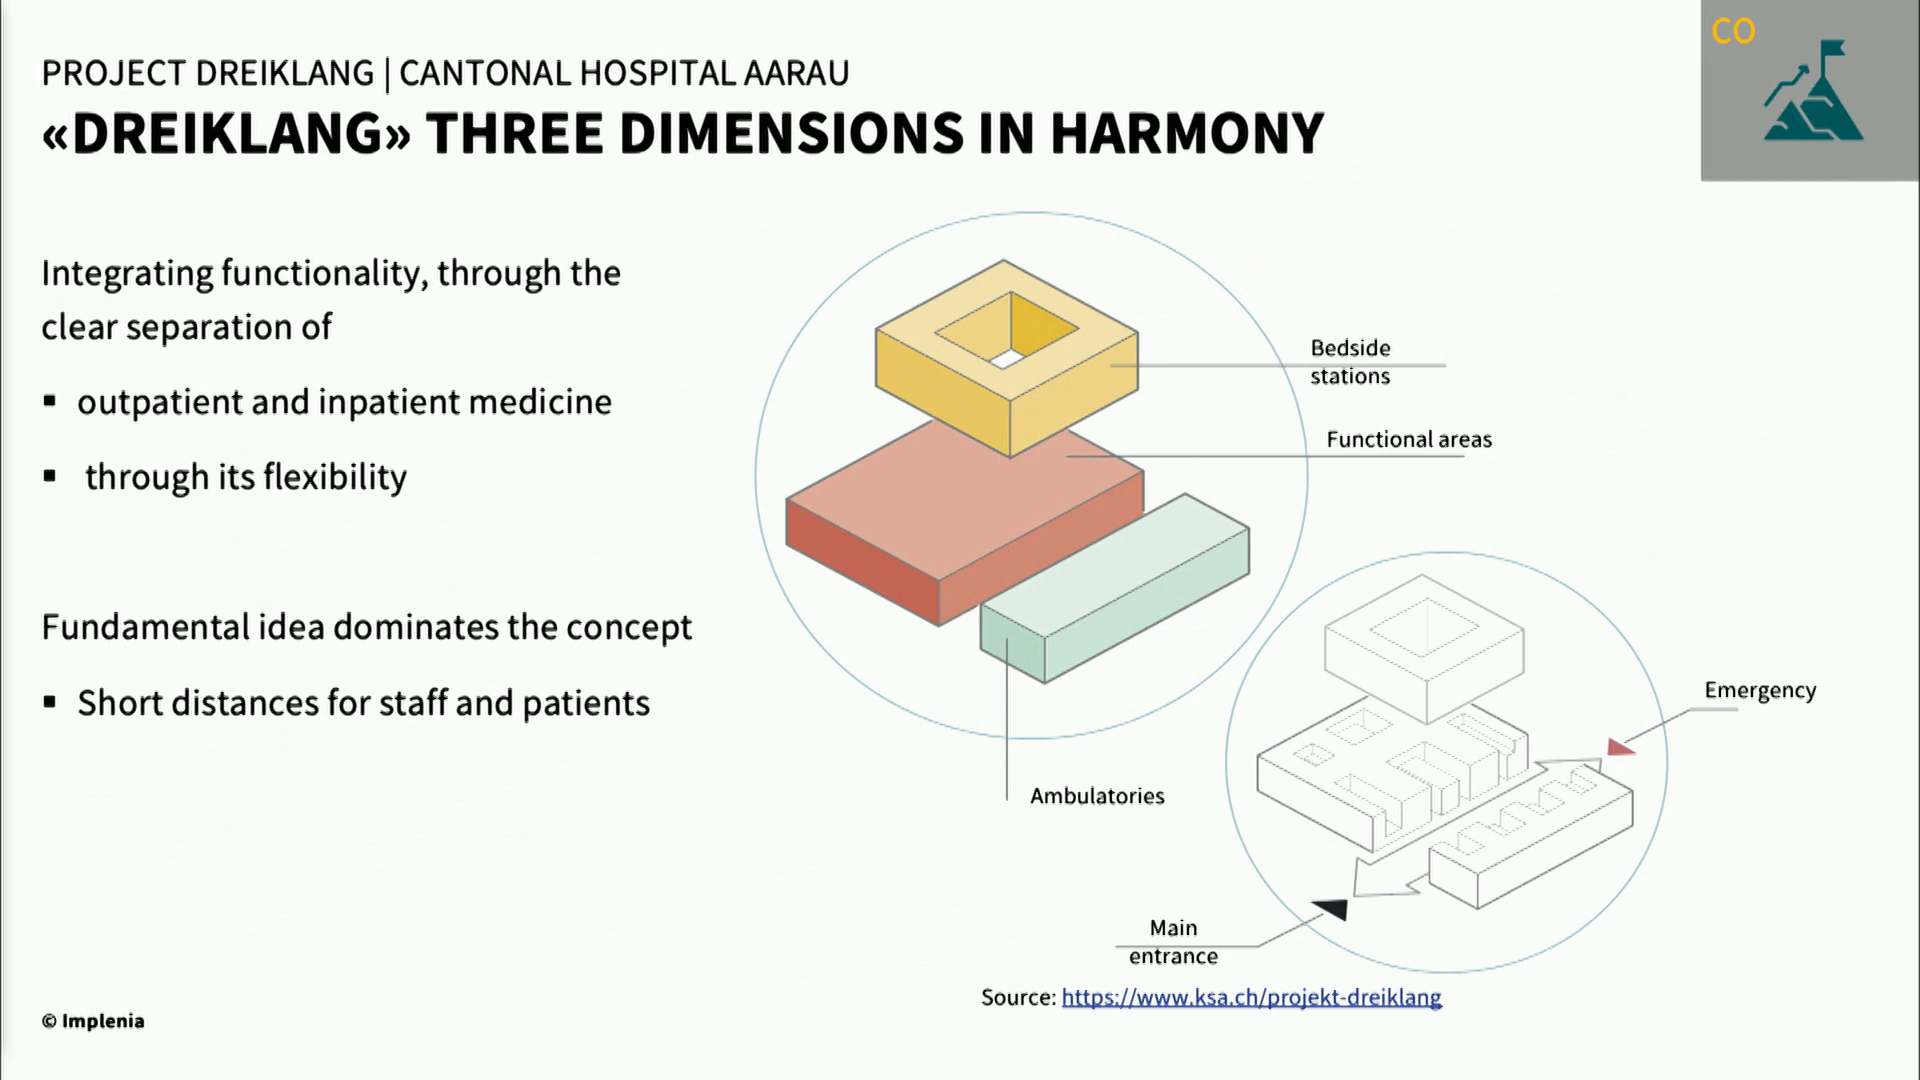 CO
PROJECT DREIKLANG | CANTONAL HOSPITAL AARAU
«DREIKLANG» THREE DIMENSIONS IN HARMONY
Integrating functionality, through the
clear separation of
▪ outpatient and inpatient medicine
▪ through its flexibility
Fundamental idea dominates the concept
▪ Short distances for staff and patients
Bedside
stations
Functional areas
Ambulatories
Emergency
Main
entrance
Source: https://www.ksa.ch/projekt-dreiklang
© Implenia